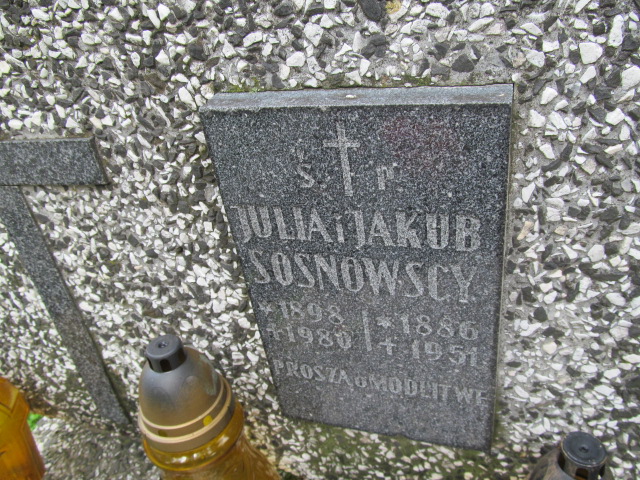 Ś. P.
JULIA i JAKUB
SOSNOWSCY
*1898 | *1886
+1980 | +1951
PROSZĄ O MODLITWĘ